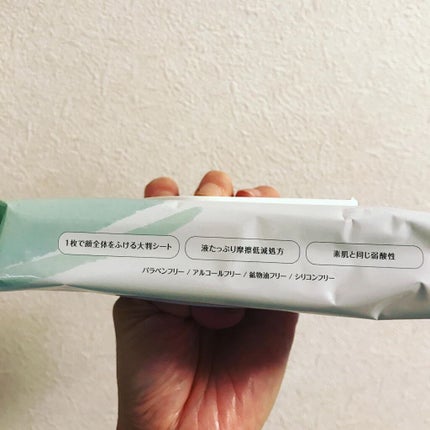 1枚で顔全体をふける大判シート
液たっぷり摩擦低減処方
素肌と同じ弱酸性
パラベンフリー / アルコールフリー / 鉱物油フリー / シリコンフリー